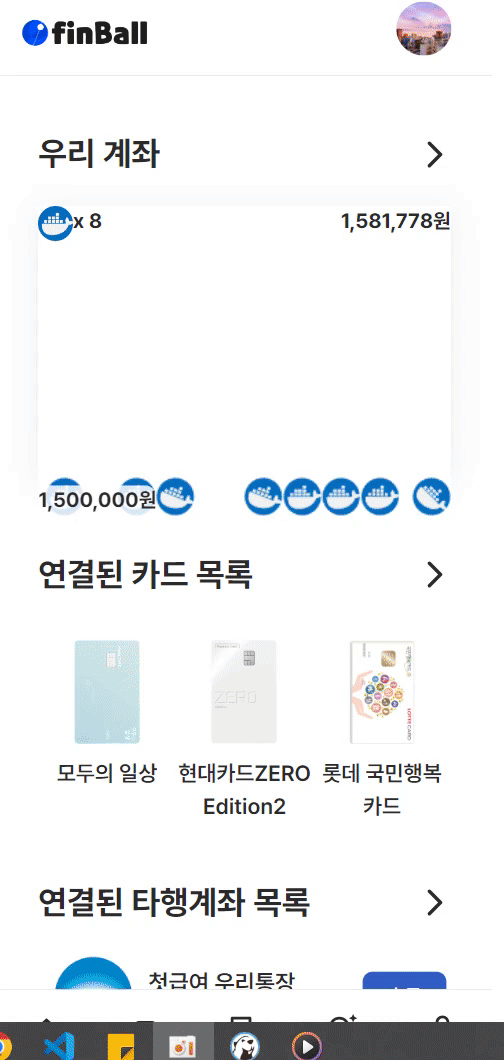 finBall
우리 계좌
x 8
1,581,778원
1,500,000원
연결된 카드 목록
ZERO
모두의 일상
현대카드ZERO
Edition2
롯데 국민행복
카드
연결된 타행계좌 목록
첫급여 우리통장